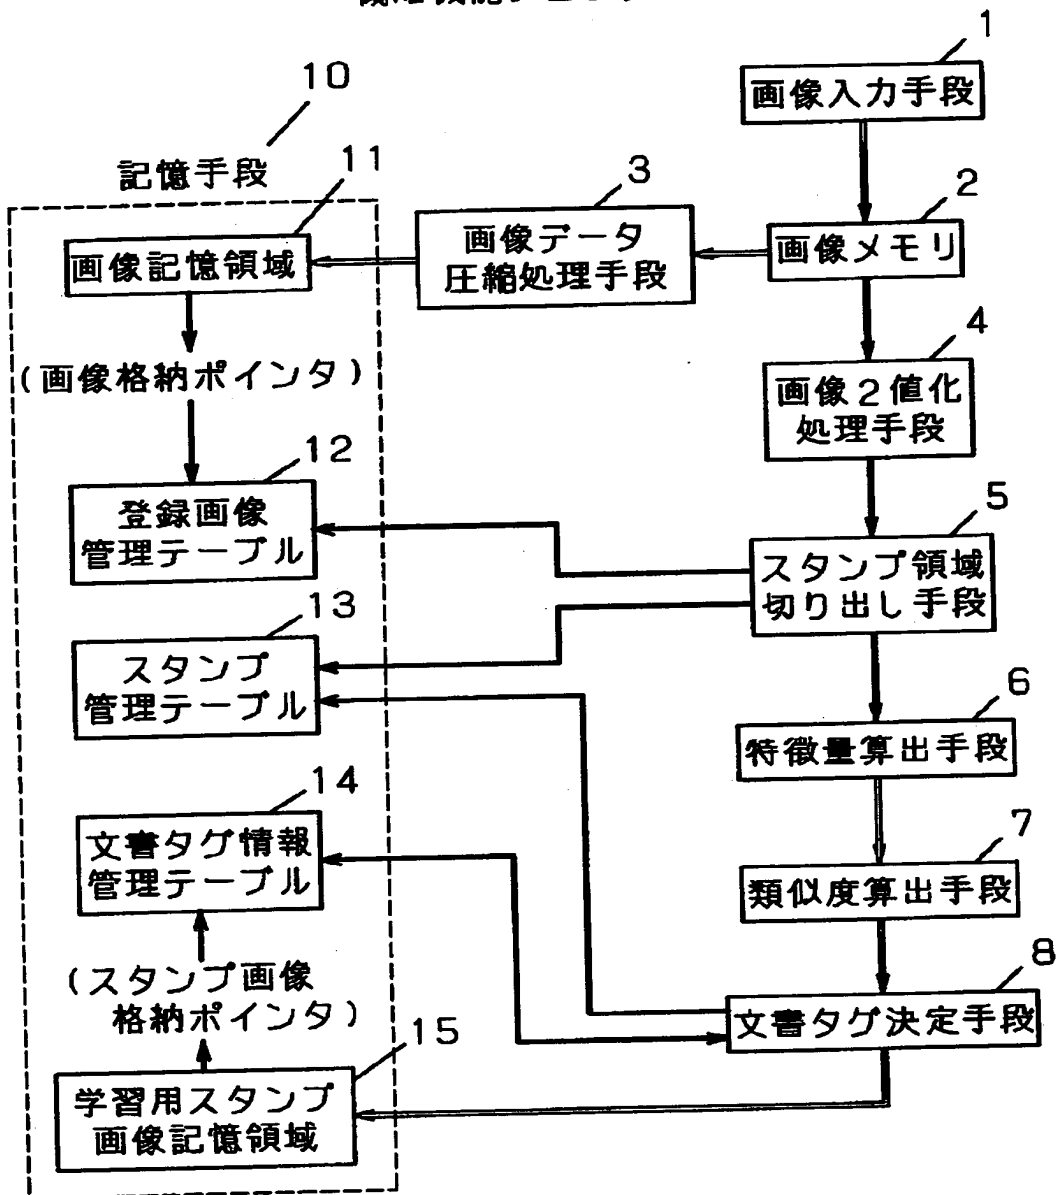 1
画像入力手段
10
記憶手段
11
画像記憶領域
3
画像データ
圧縮処理手段
2
画像メモリ
(画像格納ポインタ)
4
画像2値化
処理手段
12
登録画像
管理テーブル
5
スタンプ領域
切り出し手段
13
スタンプ
管理テーブル
6
特徴量算出手段
14
文書タグ情報
管理テーブル
7
類似度算出手段
(スタンプ画像
格納ポインタ)
8
文書タグ決定手段
15
学習用スタンプ
画像記憶領域